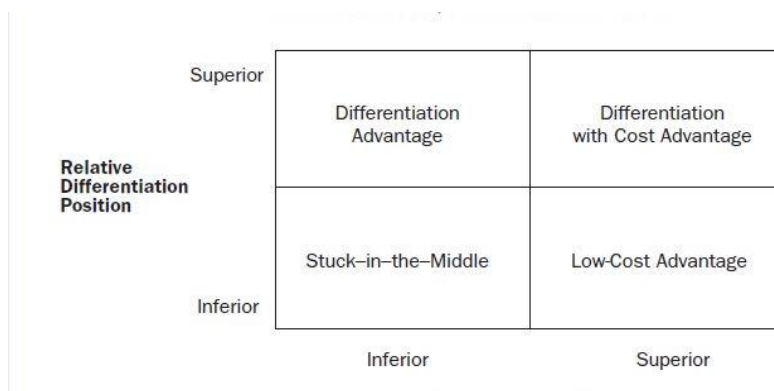 Superior
Differentiation
Advantage
Differentiation
with Cost Advantage
Relative
Differentiation
Position
Stuck–in–the–Middle
Low-Cost Advantage
Inferior
Inferior
Superior